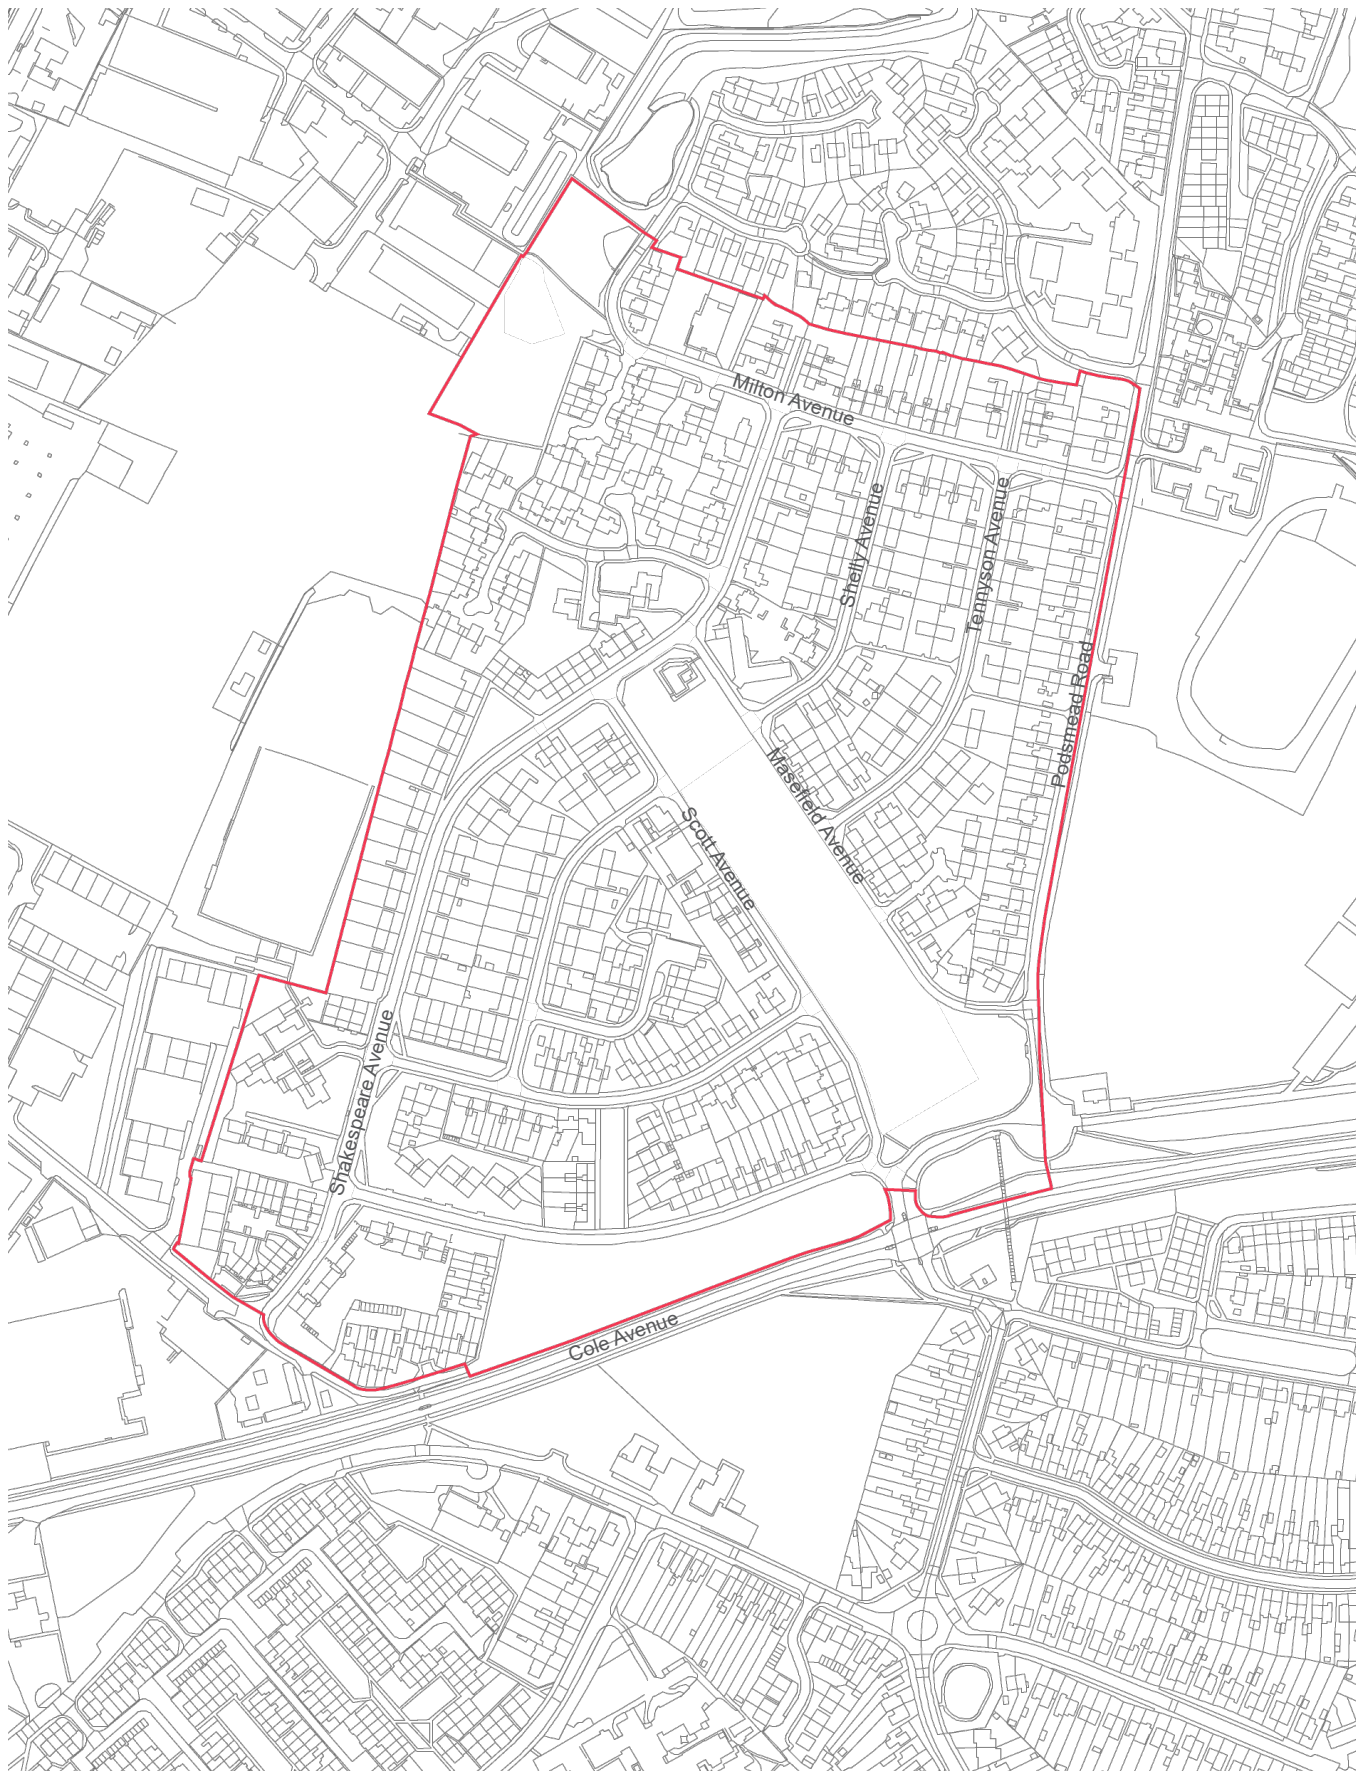 Milton Avenue
Shelly Avenue
Tennyson Avenue
Podsmead Road
Masefield Avenue
Scott Avenue
Shakespeare Avenue
Cole Avenue